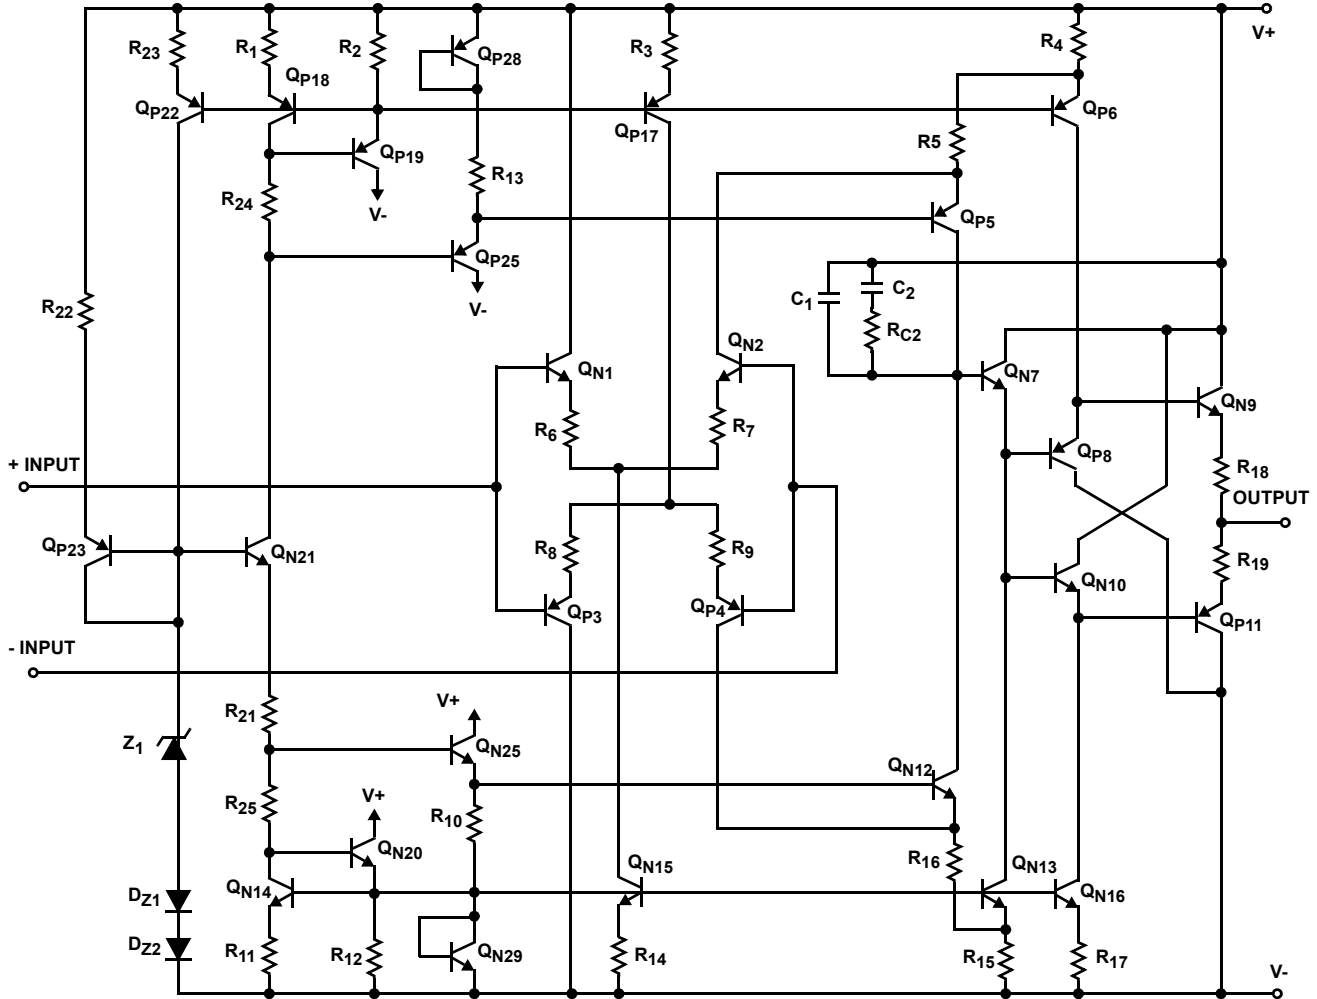 V+
R23
R1
R2
QP28
R3
R4
QP18
QP22
QP17
QP6
QP19
R5
R13
R24
V-
QP5
QP25
V-
R22
C1
C2
RC2
QN2
QN1
QN7
QN9
R6
R7
QP8
+ INPUT
R18
OUTPUT
QP23
QN21
R8
R9
R19
QN10
QP3
QP4
QP11
- INPUT
V+
R21
Z1
QN25
QN12
V+
R25
R10
QN20
R16
QN15
QN13
DZ1
QN14
QN16
DZ2
R11
R12
QN29
R14
R15
R17
V-